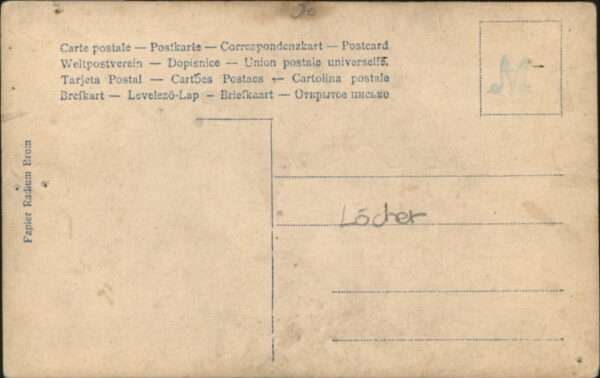 Carte postale — Postkarte — Correspondenzkart — Postcard
Weltpostverein — Dopisnice — Union postale universelle.
Tarjeta Postal — Cartões Postaes — Cartolina postale
Brefkart — Levelező-Lap — Briefkaart — Открытое письмо
Papier Radium Brom
Löcher